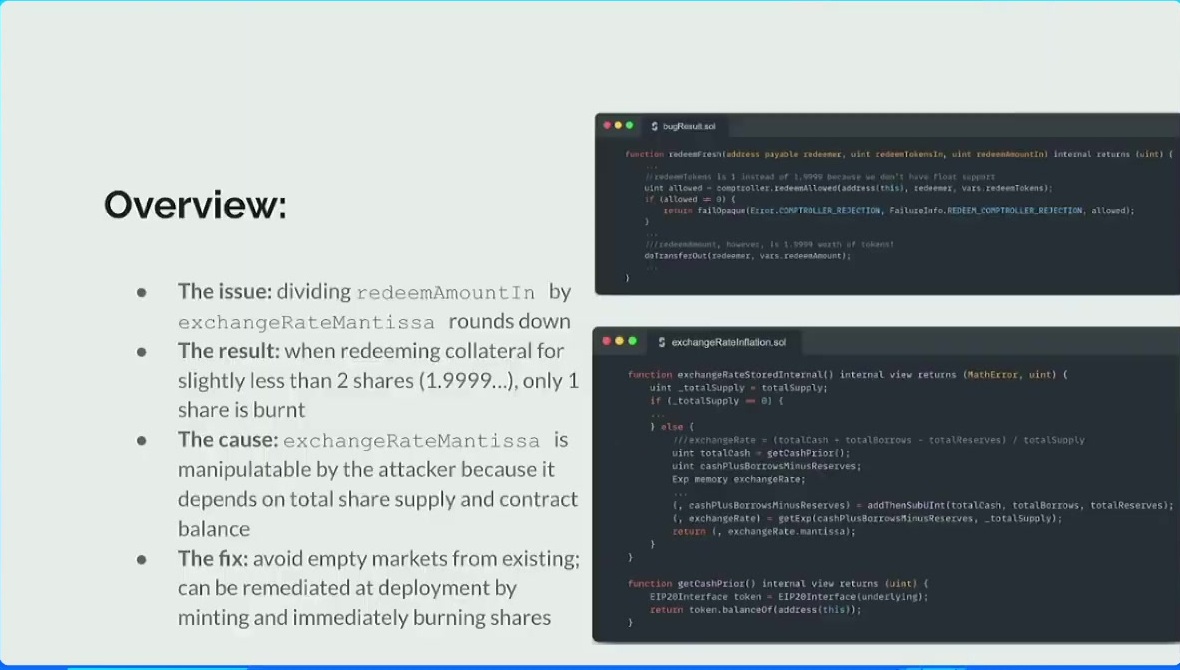 Overview:
● The issue: dividing redeemAmountIn by
exchangeRateMantissa rounds down
● The result: when redeeming collateral for
slightly less than 2 shares (1.9999...), only 1
share is burnt
● The cause: exchangeRateMantissa is
manipulatable by the attacker because it
depends on total share supply and contract
balance
● The fix: avoid empty markets from existing;
can be remediated at deployment by
minting and immediately burning shares
bugResult.sol
function redeemFresh(address payable redeemer, uint redeemTokensIn, uint redeemAmountIn) internal returns (uint) {
...
//redeemTokens is 1 instead of 1.9999 because we don't have float support
uint allowed = comptroller.redeemAllowed(address(this), redeemer, vars.redeemTokens);
if (allowed != 0) {
return failOpaque(Error.COMPTROLLER_REJECTION, FailureInfo.REDEEM_COMPTROLLER_REJECTION, allowed);
}
...
///redeemAmount, however, is 1.9999 worth of tokens!
doTransferOut(redeemer, vars.redeemAmount);
...
}
exchangeRateInflation.sol
function exchangeRateStoredInternal() internal view returns (MathError, uint) {
uint _totalSupply = totalSupply;
if (_totalSupply == 0) {
...
} else {
///exchangeRate = (totalCash + totalBorrows - totalReserves) / totalSupply
uint totalCash = getCashPrior();
uint cashPlusBorrowsMinusReserves;
Exp memory exchangeRate;
...
(, cashPlusBorrowsMinusReserves) = addThenSubUInt(totalCash, totalBorrows, totalReserves);
(, exchangeRate) = getExp(cashPlusBorrowsMinusReserves, _totalSupply);
return (, exchangeRate.mantissa);
}
}
function getCashPrior() internal view returns (uint) {
EIP20Interface token = EIP20Interface(underlying);
return token.balanceOf(address(this));
}